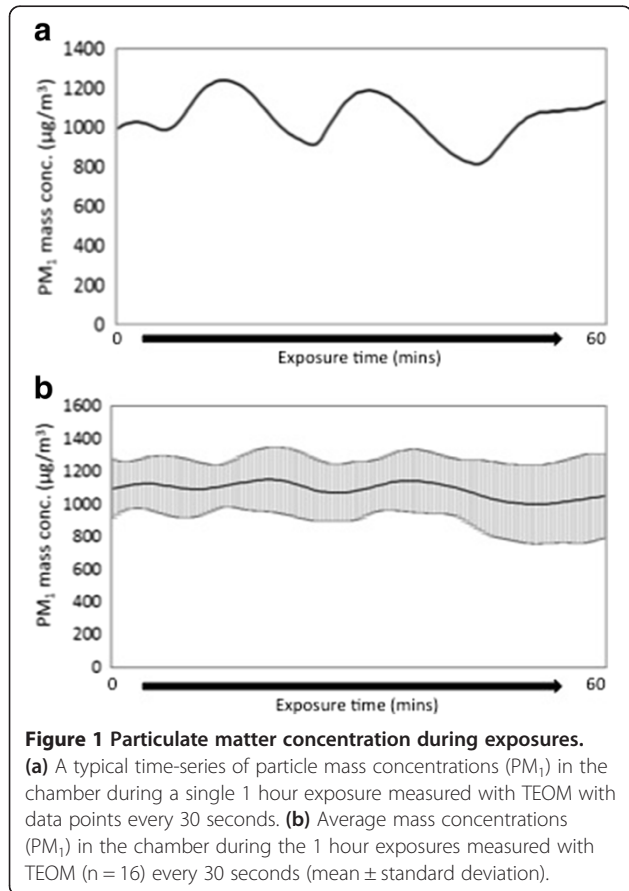 a
1400
1200
1000
800
600
400
200
0
PM₁ mass conc. (µg/m³)
0 60
Exposure time (mins)
b
1600
1400
1200
1000
800
600
400
200
0
PM₁ mass conc. (µg/m³)
0 60
Exposure time (mins)
Figure 1 Particulate matter concentration during exposures.
(a) A typical time-series of particle mass concentrations (PM₁) in the
chamber during a single 1 hour exposure measured with TEOM with
data points every 30 seconds. (b) Average mass concentrations
(PM₁) in the chamber during the 1 hour exposures measured with
TEOM (n = 16) every 30 seconds (mean ± standard deviation).